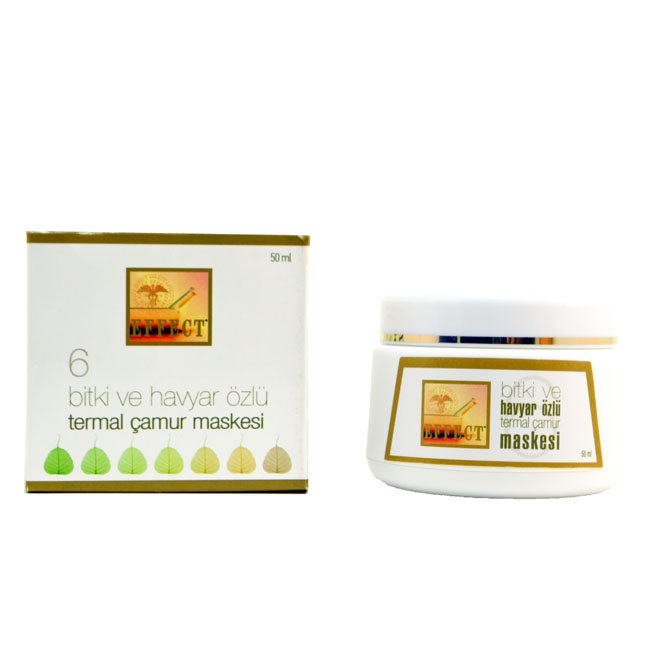 50 ml
EFFECT
6
bitki ve havyar özlü
termal çamur maskesi
EFFECT
bitki ve
havyar özlü
termal çamur
maskesi
50 ml